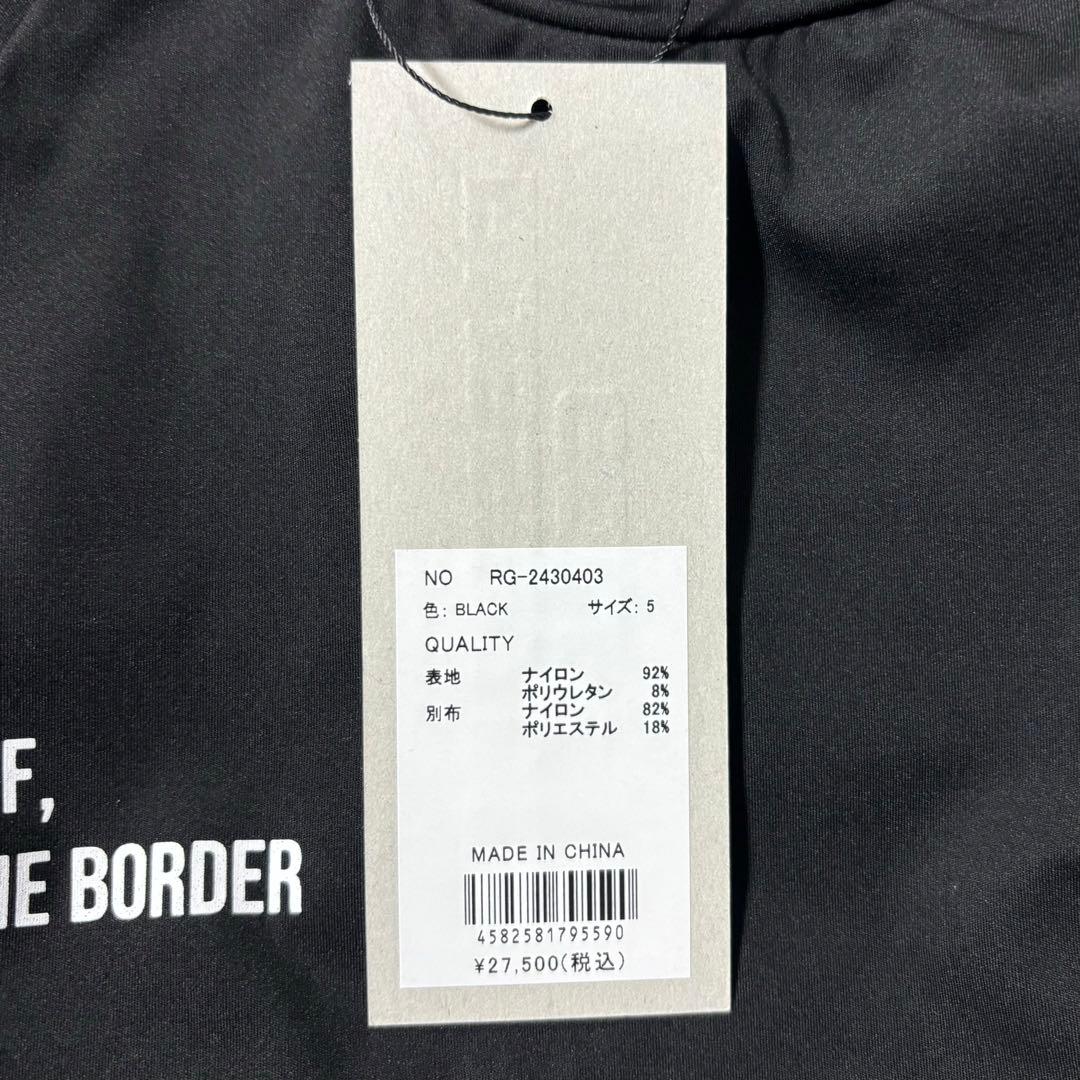 NO RG-2430403
色: BLACK サイズ: 5
QUALITY
表地 ナイロン 92%
ポリウレタン 8%
別布 ナイロン 82%
ポリエステル 18%
MADE IN CHINA
4582581795590
¥27,500(税込)
F,
BORDER